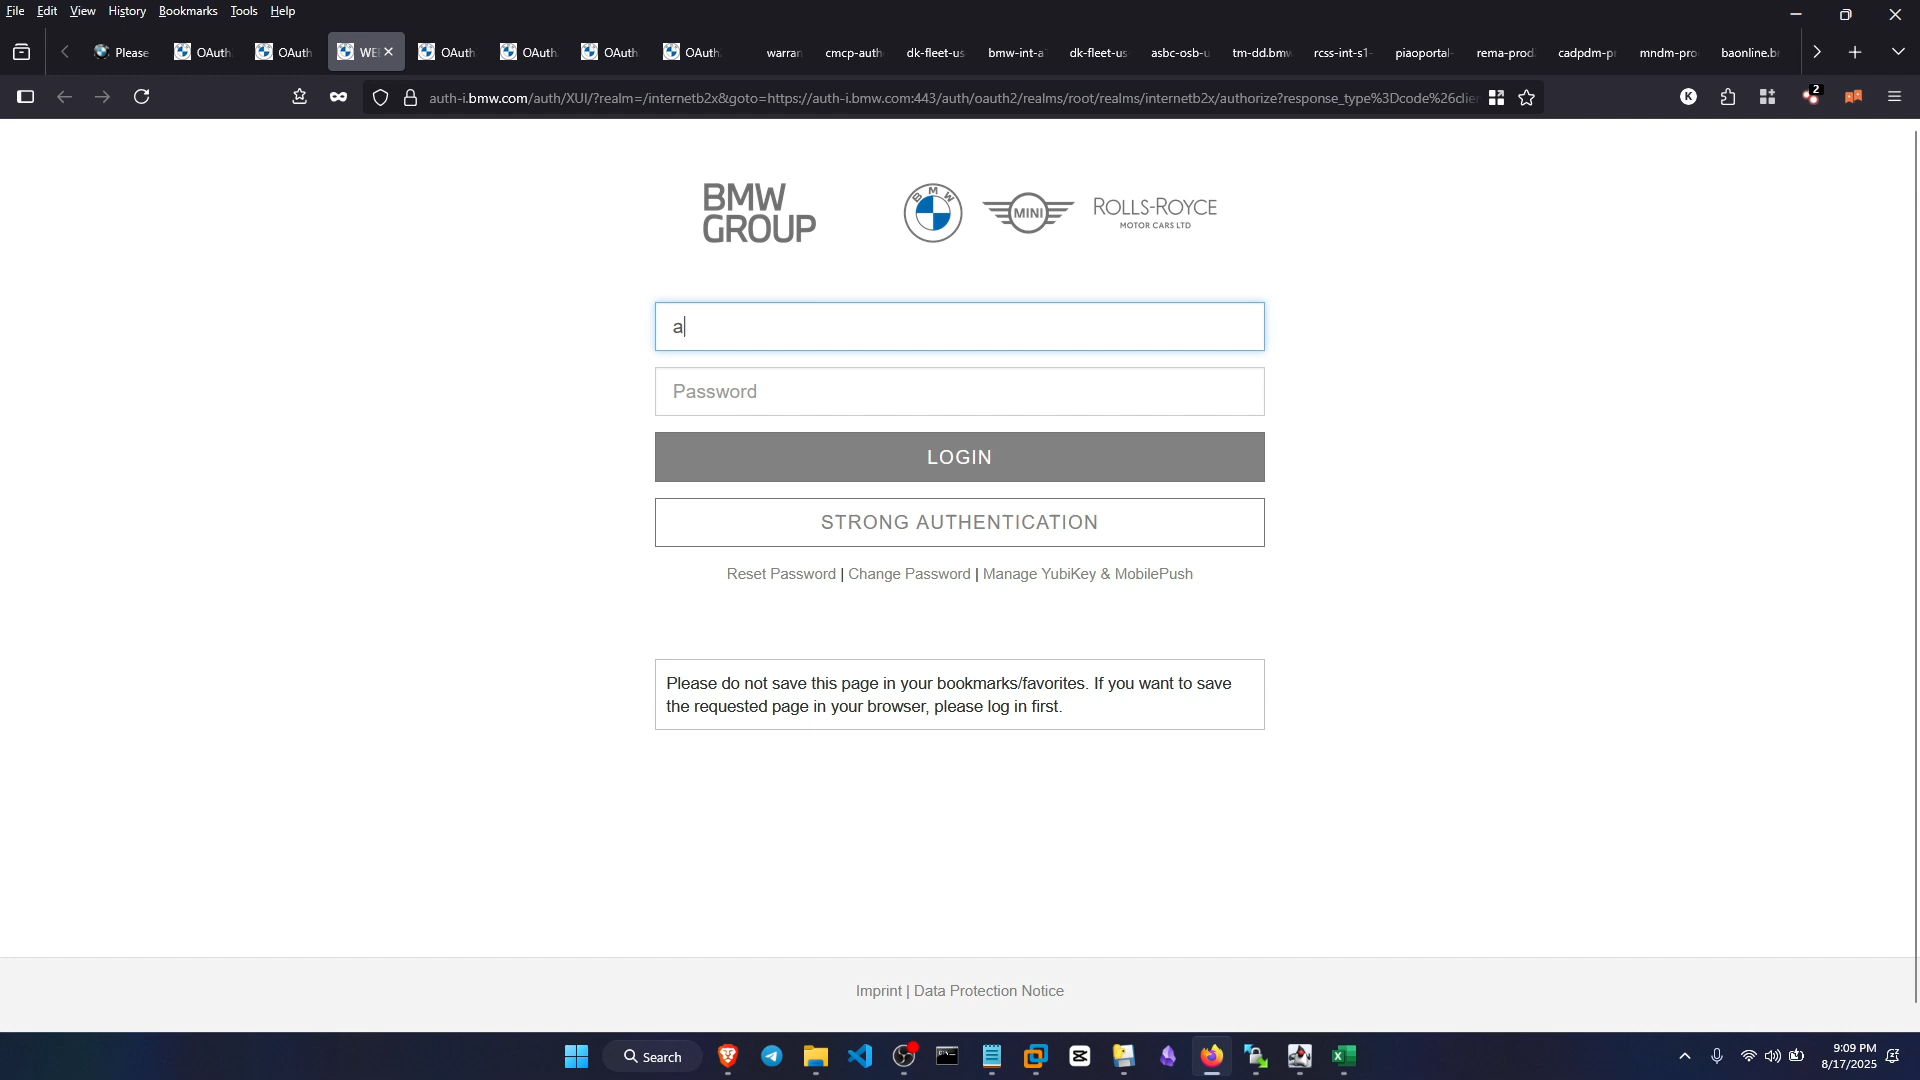 File Edit View History Bookmarks Tools Help
Please OAuth OAuth WE OAuth OAuth OAuth OAuth warran cmcp-auth dk-fleet-us bmw-int-a dk-fleet-us asbc-osb-u tm-dd.bmw rcss-int-s1- piaoportal- rema-prod. cadpdm-pr mndm-pro baonline.br
auth-i.bmw.com/auth/XUI/?realm=/internetb2x&goto=https://auth-i.bmw.com:443/auth/oauth2/realms/root/realms/internetb2x/authorize?response_type%3Dcode%26clier
K 2
BMW
GROUP
BMW MINI ROLLS-ROYCE
MOTOR CARS LTD
a
Password
LOGIN
STRONG AUTHENTICATION
Reset Password | Change Password | Manage YubiKey & MobilePush
Please do not save this page in your bookmarks/favorites. If you want to save
the requested page in your browser, please log in first.
Imprint | Data Protection Notice
Search
9:09 PM
8/17/2025